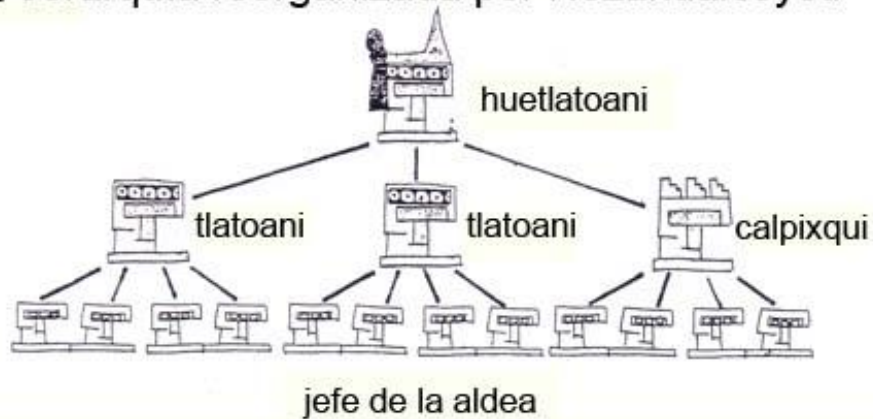 huetlatoani
tlatoani
tlatoani
calpixqui
jefe de la aldea